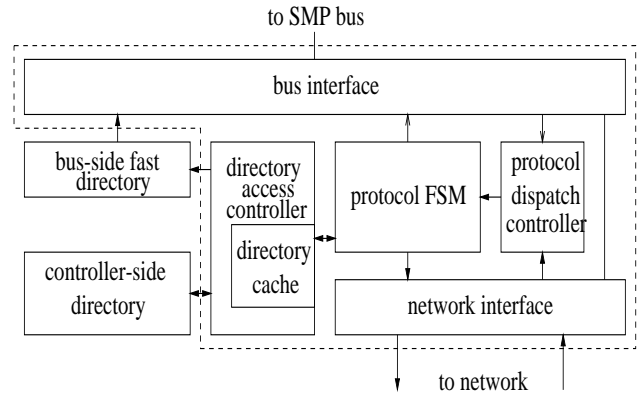 to SMP bus
bus interface
bus-side fast
directory
directory
access
controller
directory
cache
protocol FSM
protocol
dispatch
controller
controller-side
directory
network interface
to network